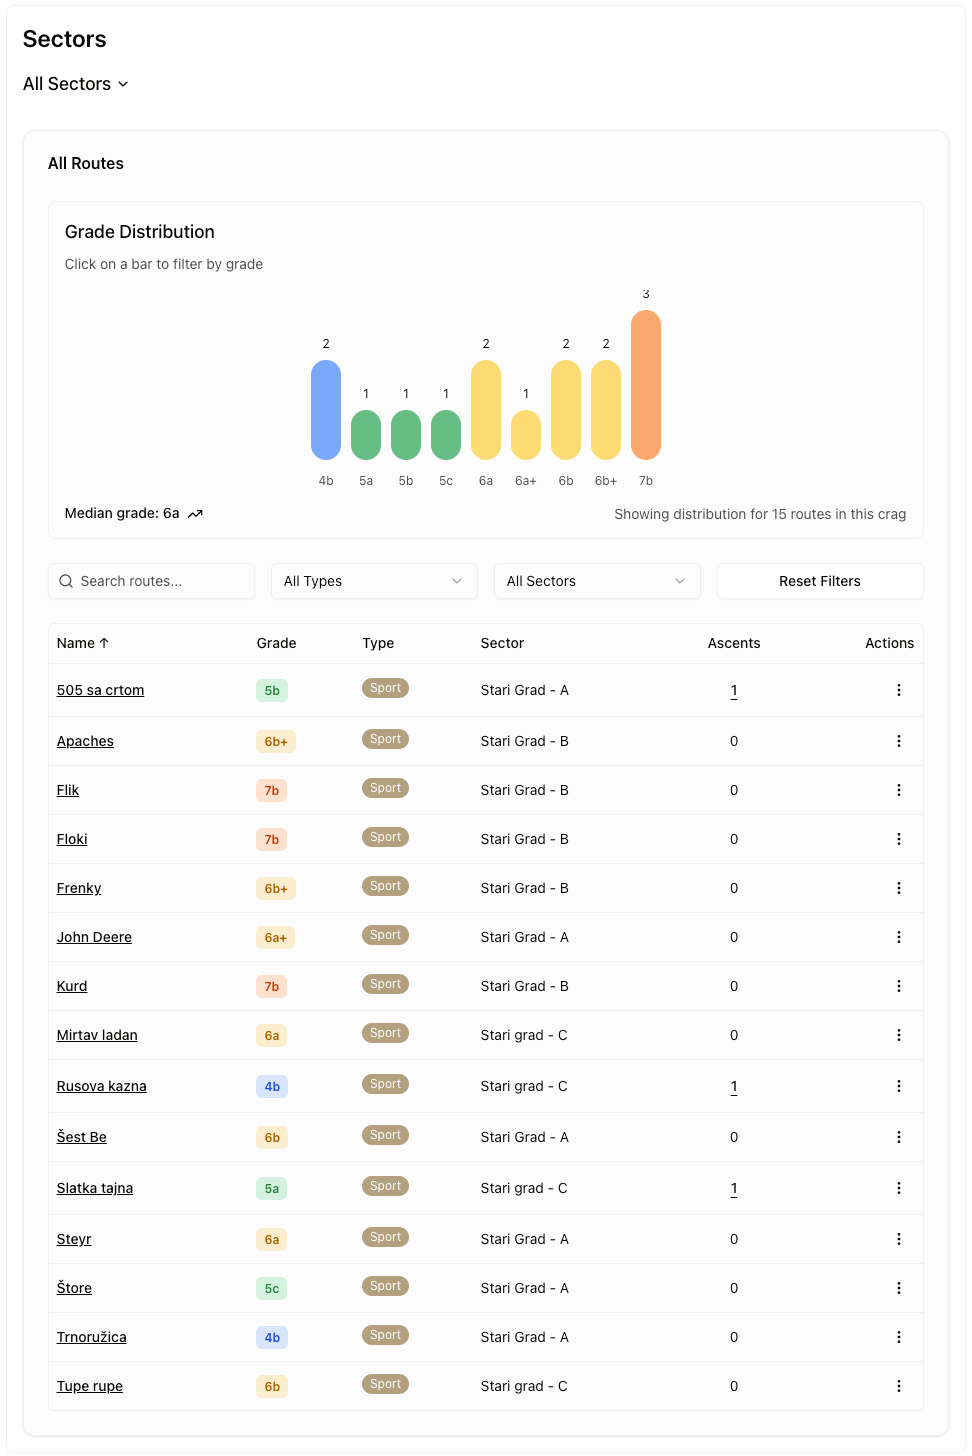 Sectors
All Sectors
All Routes
Grade Distribution
Click on a bar to filter by grade
2 1 1 1 2 1 2 2 3
4b 5a 5b 5c 6a 6a+ 6b 6b+ 7b
Median grade: 6a
Showing distribution for 15 routes in this crag
Search routes... All Types All Sectors Reset Filters
Name ↑ Grade Type Sector Ascents Actions
505 sa crtom 5b Sport Stari Grad - A 1
Apaches 6b+ Sport Stari Grad - B 0
Flik 7b Sport Stari Grad - B 0
Floki 7b Sport Stari Grad - B 0
Frenky 6b+ Sport Stari Grad - B 0
John Deere 6a+ Sport Stari Grad - A 0
Kurd 7b Sport Stari Grad - B 0
Mirtav ladan 6a Sport Stari grad - C 0
Rusova kazna 4b Sport Stari grad - C 1
Šest Be 6b Sport Stari Grad - A 0
Slatka tajna 5a Sport Stari grad - C 1
Steyr 6a Sport Stari Grad - A 0
Štore 5c Sport Stari Grad - A 0
Trnoružica 4b Sport Stari Grad - A 0
Tupe rupe 6b Sport Stari grad - C 0